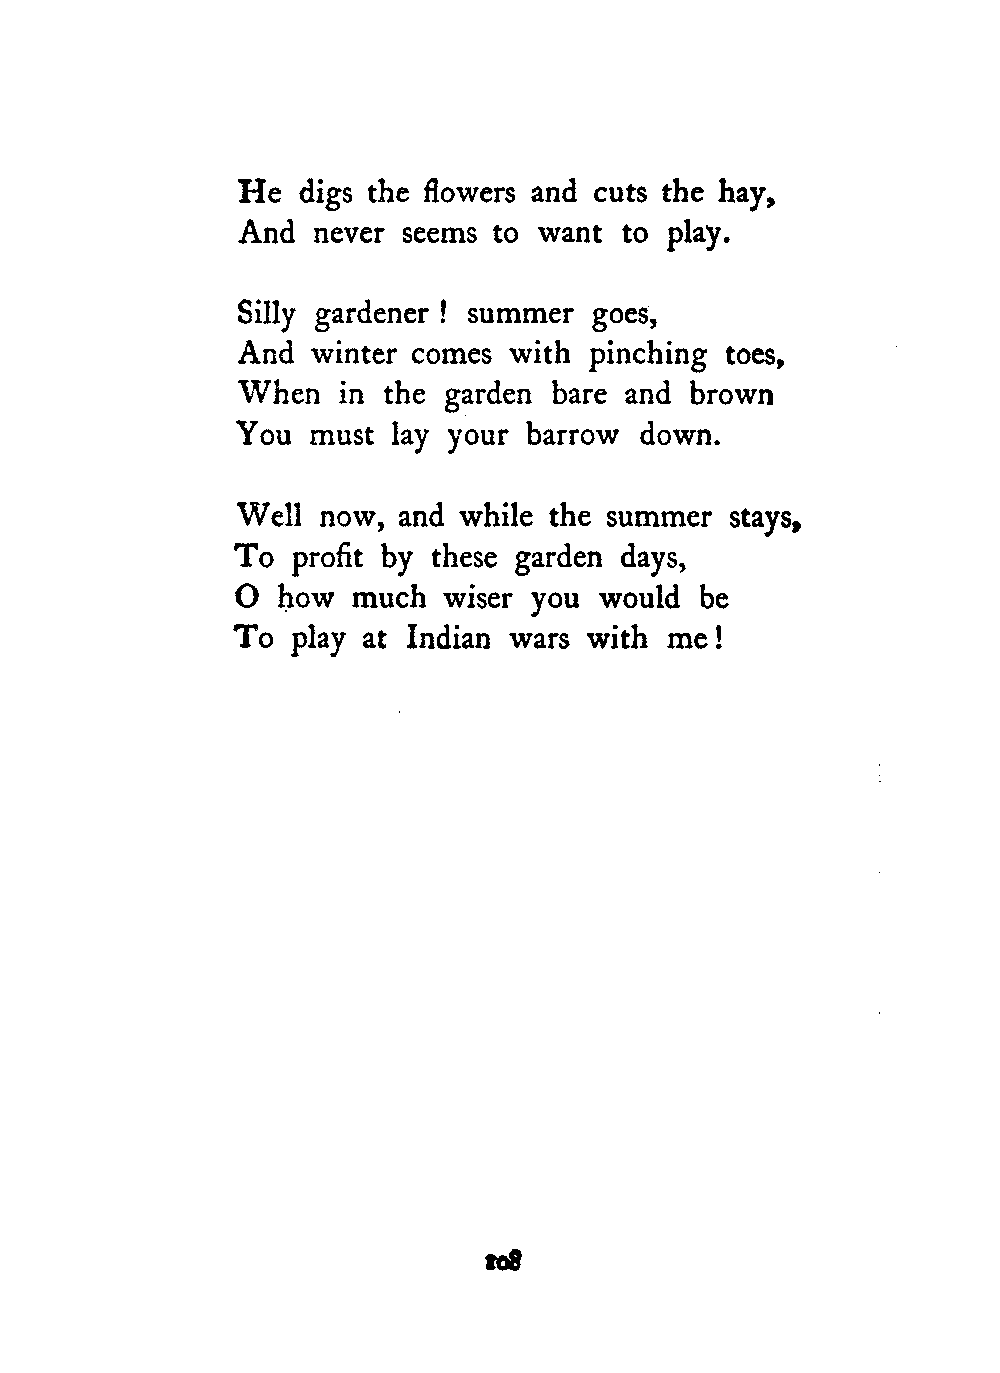 He digs the flowers and cuts the hay,
And never seems to want to play.
Silly gardener ! summer goes,
And winter comes with pinching toes,
When in the garden bare and brown
You must lay your barrow down.
Well now, and while the summer stays,
To profit by these garden days,
O how much wiser you would be
To play at Indian wars with me !
108